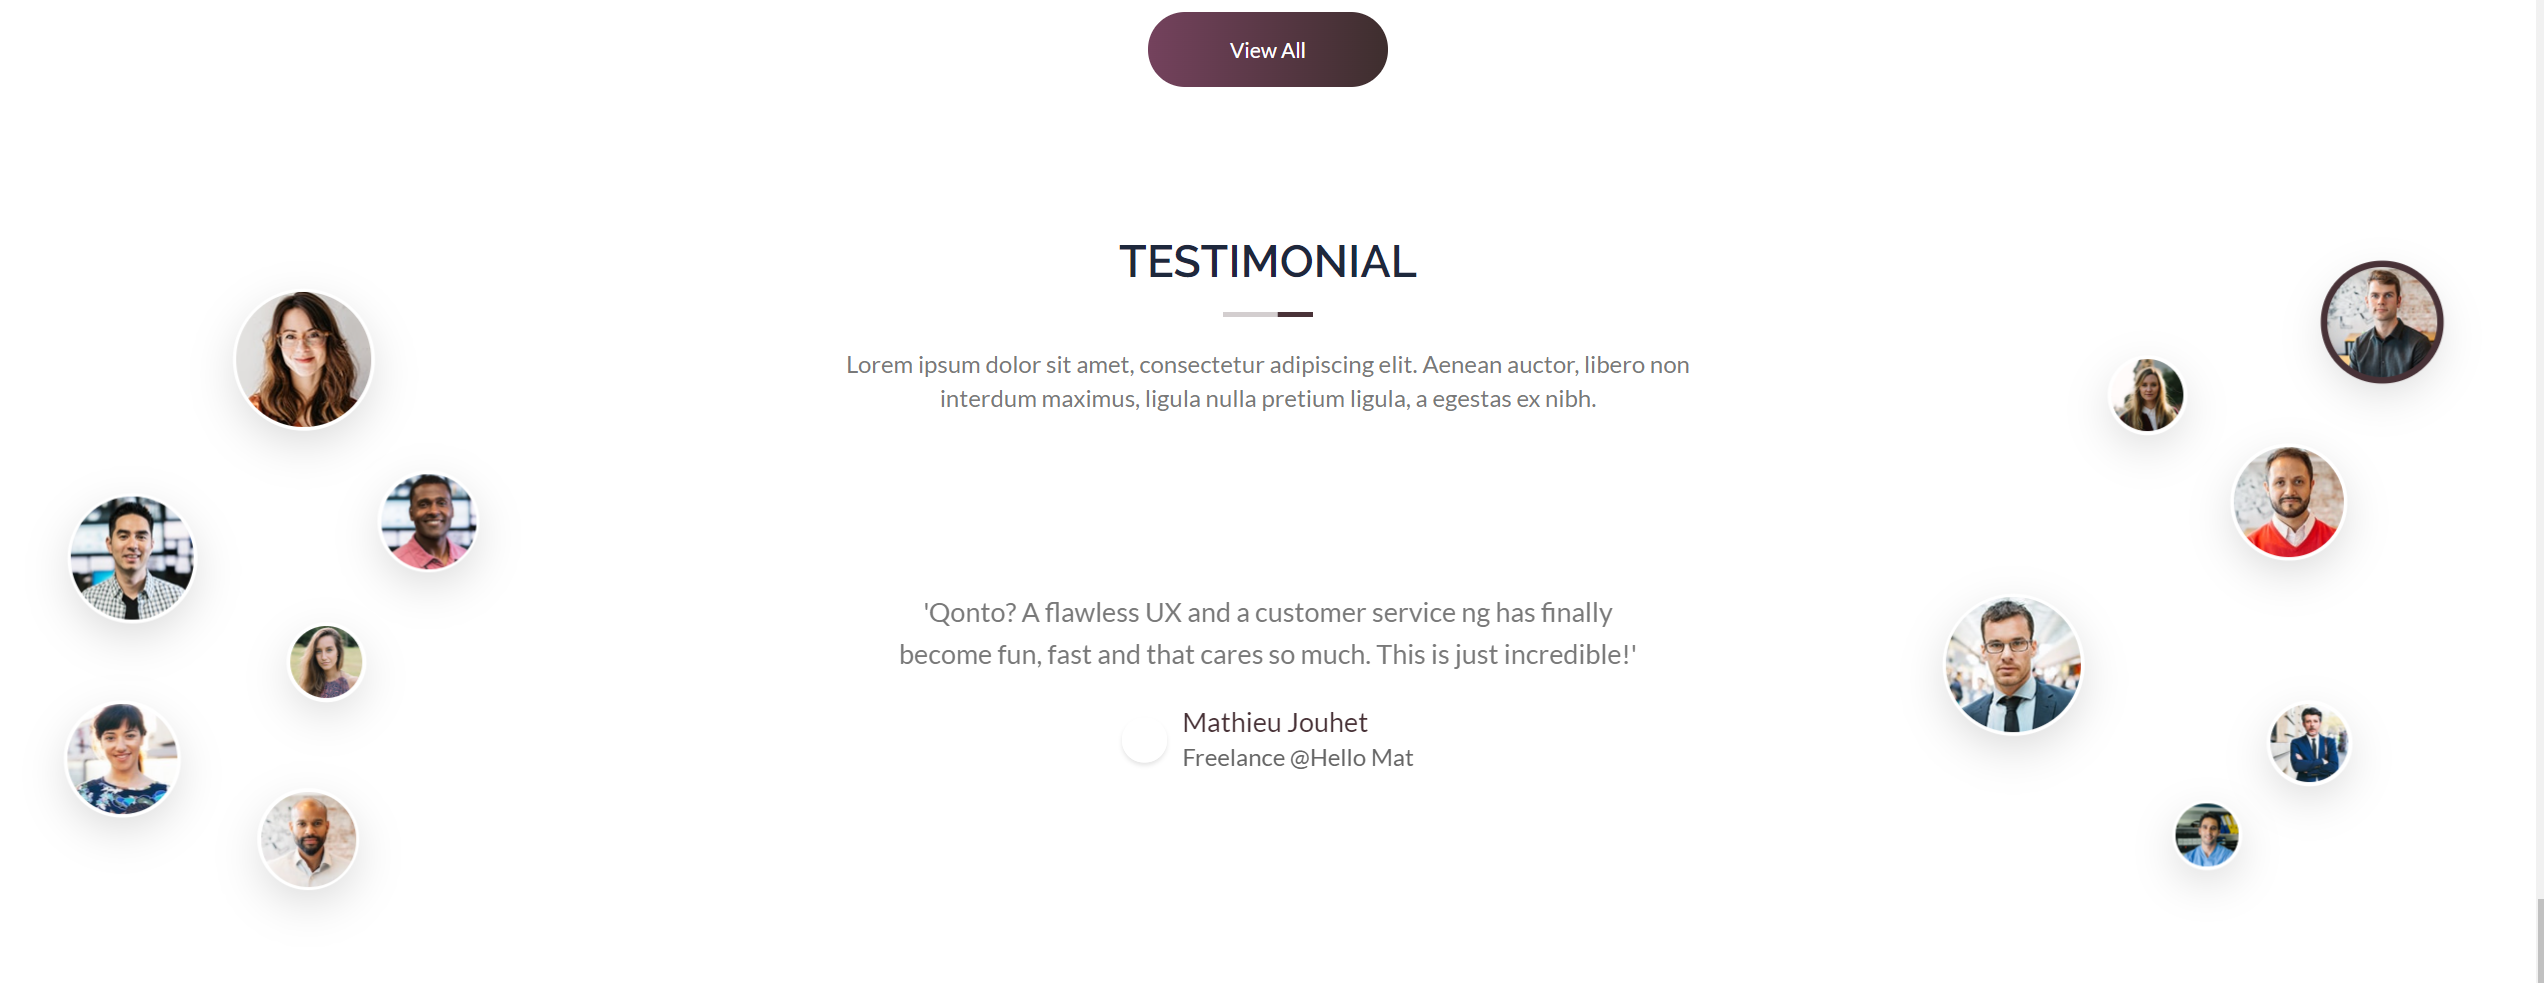 View All
TESTIMONIAL
Lorem ipsum dolor sit amet, consectetur adipiscing elit. Aenean auctor, libero non
interdum maximus, ligula nulla pretium ligula, a egestas ex nibh.
'Qonto? A flawless UX and a customer service ng has finally
become fun, fast and that cares so much. This is just incredible!'
Mathieu Jouhet
Freelance @Hello Mat